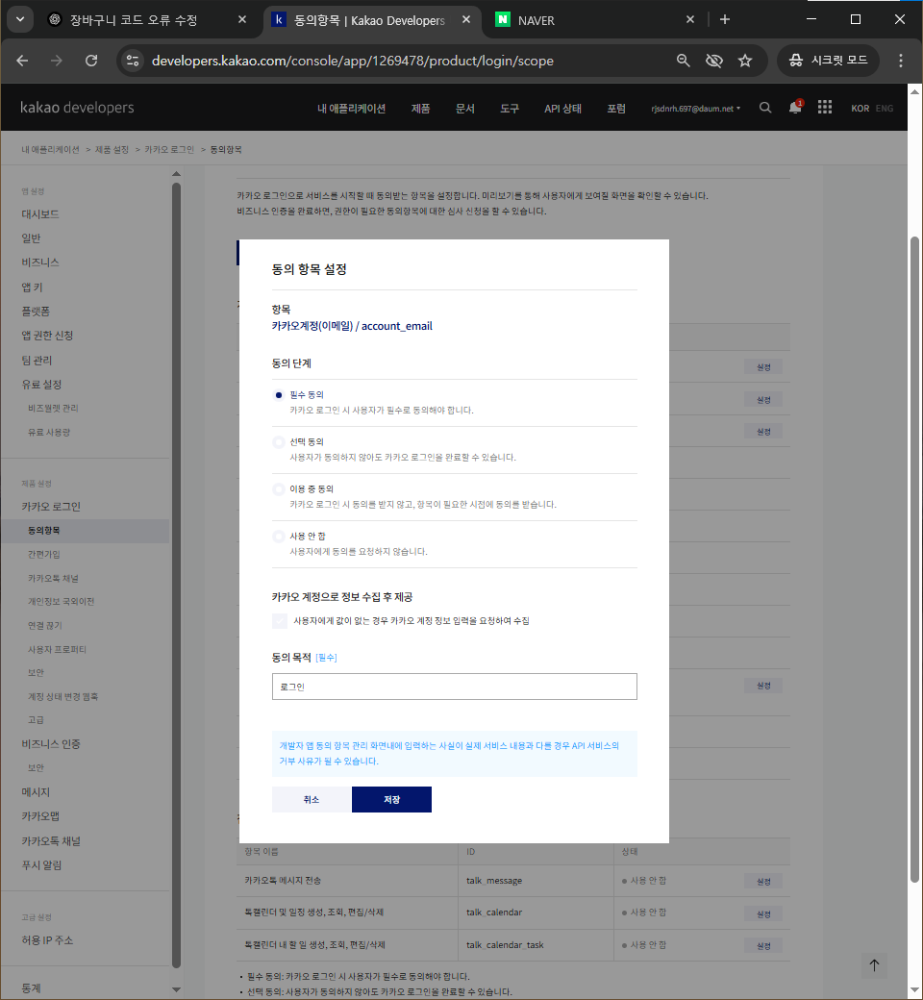 장바구니 코드 오류 수정
동의항목 | Kakao Developers
NAVER
developers.kakao.com/console/app/1269478/product/login/scope
시크릿 모드
kakao developers
내 애플리케이션
제품
문서
도구
API 상태
포럼
rjsdnrh.697@daum.net
1
KOR
ENG
내 애플리케이션 > 제품 설정 > 카카오 로그인 > 동의항목
앱 설정
대시보드
일반
비즈니스
앱 키
플랫폼
앱 권한 신청
팀 관리
유료 설정
비즈월렛 관리
유료 사용량
제품 설정
카카오 로그인
동의항목
간편가입
카카오톡 채널
개인정보 국외이전
연결 끊기
사용자 프로퍼티
보안
계정 상태 변경 웹훅
고급
비즈니스 인증
보안
메시지
카카오맵
카카오톡 채널
푸시 알림
고급 설정
허용 IP 주소
통계
카카오 로그인으로 서비스를 시작할 때 동의받는 항목을 설정합니다. 미리보기를 통해 사용자에게 보여질 화면을 확인할 수 있습니다.
비즈니스 인증을 완료하면, 권한이 필요한 동의항목에 대한 심사 신청을 할 수 있습니다.
설정
설정
설정
설정
동의 항목 설정
항목
카카오계정(이메일) / account_email
동의 단계
필수 동의
카카오 로그인 시 사용자가 필수로 동의해야 합니다.
선택 동의
사용자가 동의하지 않아도 카카오 로그인을 완료할 수 있습니다.
이용 중 동의
카카오 로그인 시 동의를 받지 않고, 항목이 필요한 시점에 동의를 받습니다.
사용 안 함
사용자에게 동의를 요청하지 않습니다.
카카오 계정으로 정보 수집 후 제공
사용자에게 값이 없는 경우 카카오 계정 정보 입력을 요청하여 수집
동의 목적 [필수]
로그인
개발자 앱 동의 항목 관리 화면내에 입력하는 사실이 실제 서비스 내용과 다를 경우 API 서비스의
거부 사유가 될 수 있습니다.
취소
저장
항목 이름
ID
상태
카카오톡 메시지 전송
talk_message
사용 안 함
설정
톡캘린더 및 일정 생성, 조회, 편집/삭제
talk_calendar
사용 안 함
설정
톡캘린더 내 할 일 생성, 조회, 편집/삭제
talk_calendar_task
사용 안 함
설정
• 필수 동의: 카카오 로그인 시 사용자가 필수로 동의해야 합니다.
• 선택 동의: 사용자가 동의하지 않아도 카카오 로그인을 완료할 수 있습니다.